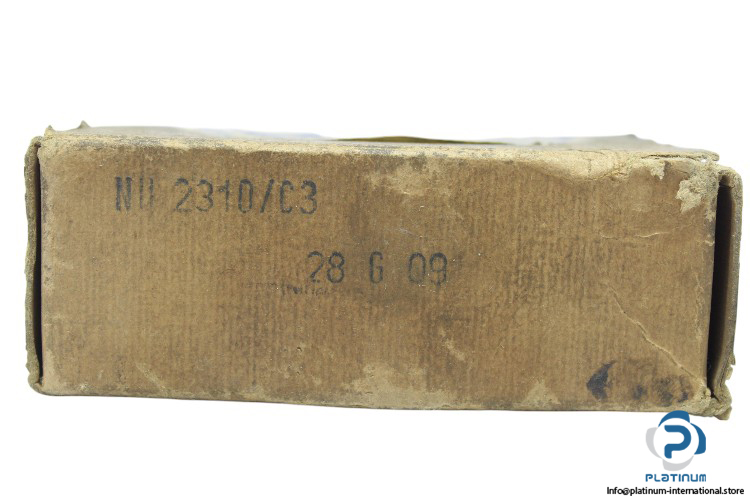 NU 2310/C3
28 G 09
PLATINUM
Info@platinum-international.store